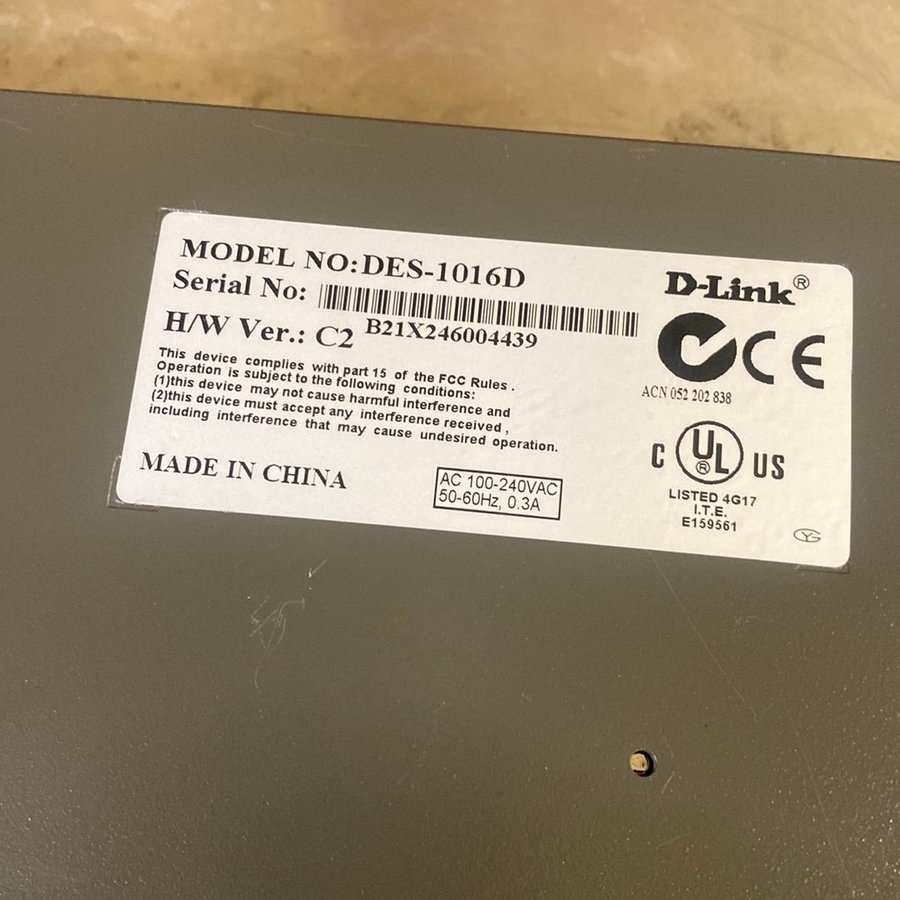 MODEL NO:DES-1016D
Serial No:
B21X246004439
H/W Ver.: C2
This device complies with part 15 of the FCC Rules .
Operation is subject to the following conditions:
(1)this device may not cause harmful interference and
(2)this device must accept any interference received ,
including interference that may cause undesired operation.
MADE IN CHINA
AC 100-240VAC
50-60Hz, 0.3A
D-Link®
CE
ACN 052 202 838
C UL® US
LISTED 4G17
I.T.E.
E159561
YG